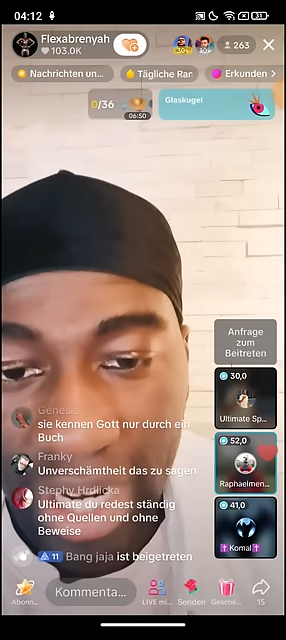 04:12
31
Flexabrenyah
103.0K
263
Nachrichten un...
Tägliche Ran
Erkunden
0/36
06:50
Glaskugel
Anfrage
zum
Beitreten
30,0
Ultimate Sp...
52,0
Raphaelmen...
41,0
Komal
Genesis
sie kennen Gott nur durch ein
Buch
Franky
Unverschämtheit das zu sagen
Stephy Hrdlicka
Ultimate du redest ständig
ohne Quellen und ohne
Beweise
11 Bang jaja ist beigetreten
Abonn...
Kommenta...
LIVE mi...
Senden
Gesche...
15